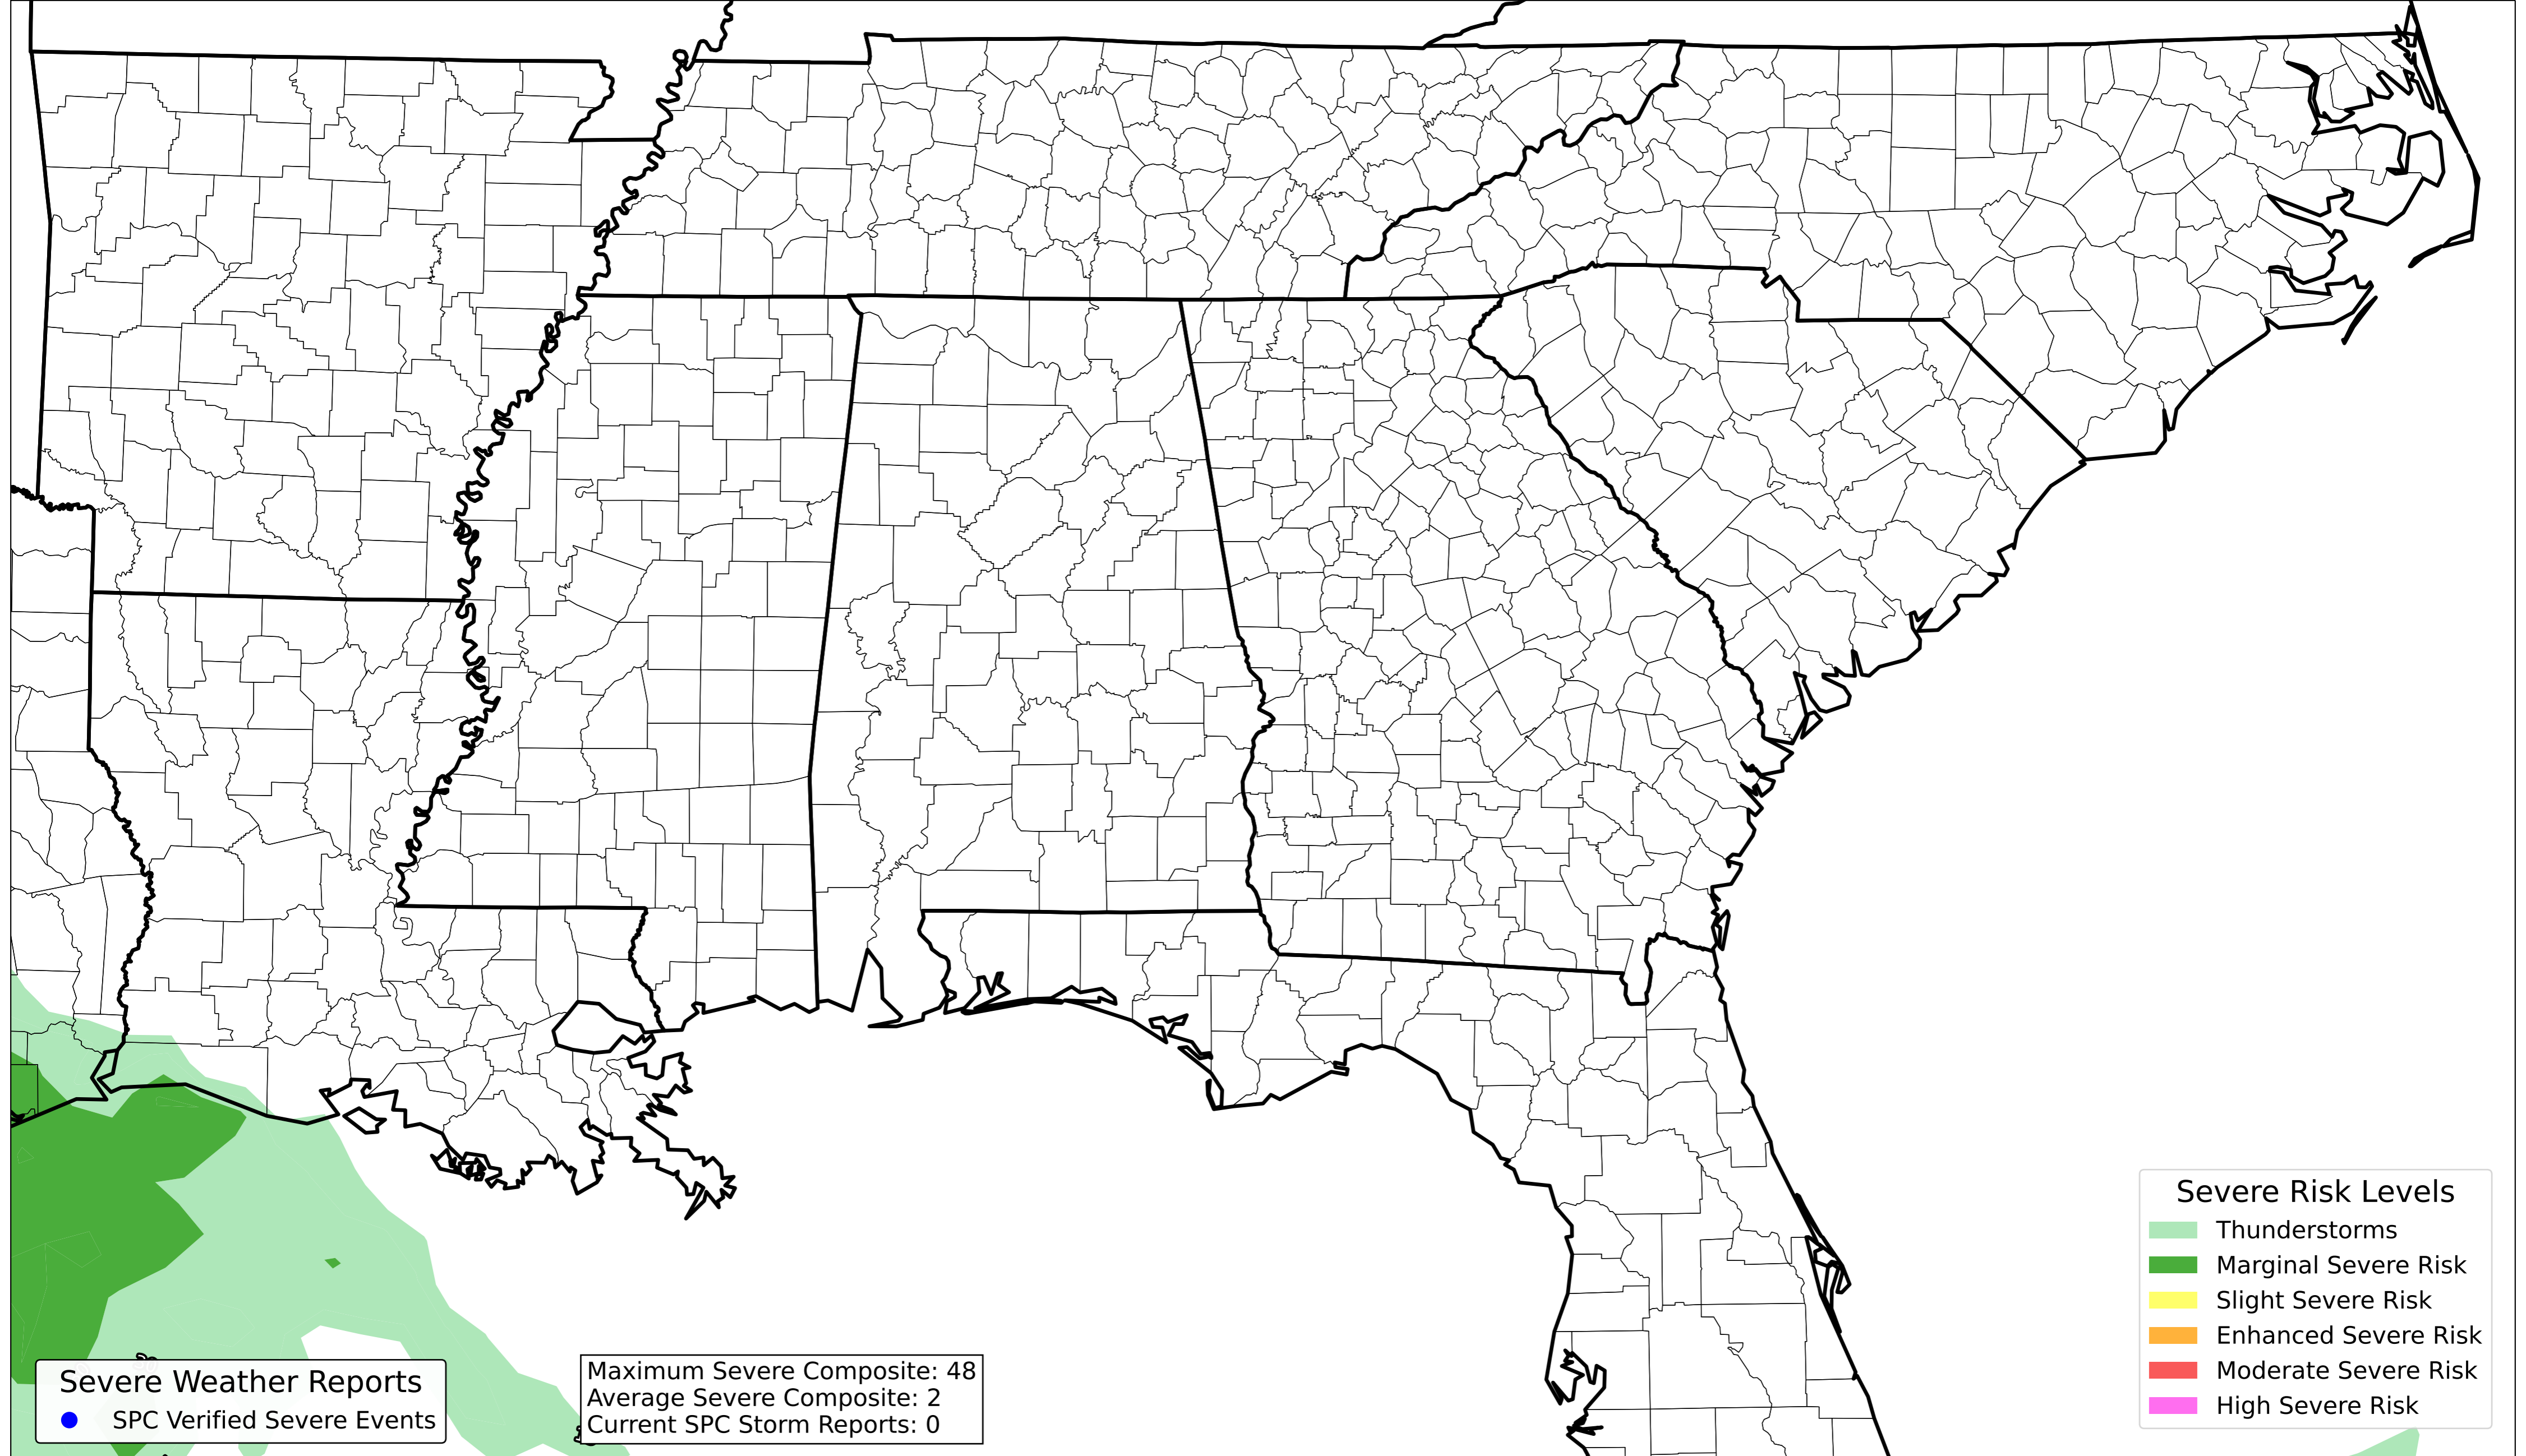 Severe Weather Reports
SPC Verified Severe Events
Maximum Severe Composite: 48
Average Severe Composite: 2
Current SPC Storm Reports: 0
Severe Risk Levels
Thunderstorms
Marginal Severe Risk
Slight Severe Risk
Enhanced Severe Risk
Moderate Severe Risk
High Severe Risk